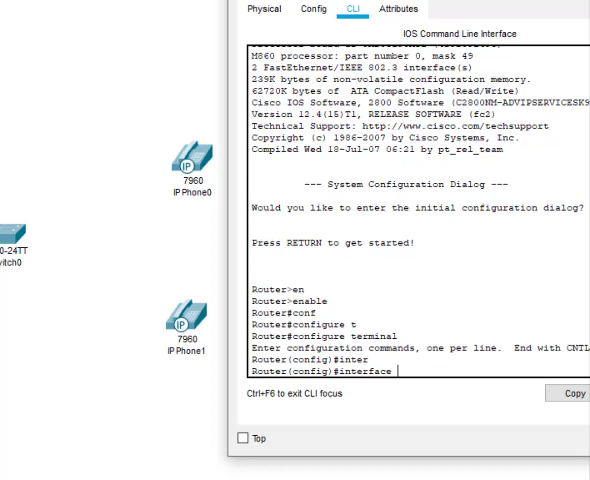 Physical Config CLI Attributes
IOS Command Line Interface
M860 processor: part number 0, mask 49
2 FastEthernet/IEEE 802.3 interface(s)
239K bytes of non-volatile configuration memory.
62720K bytes of ATA CompactFlash (Read/Write)
Cisco IOS Software, 2800 Software (C2800NM-ADVIPSERVICESK9
Version 12.4(15)T1, RELEASE SOFTWARE (fc2)
Technical Support: http://www.cisco.com/techsupport
Copyright (c) 1986-2007 by Cisco Systems, Inc.
Compiled Wed 18-Jul-07 06:21 by pt_rel_team
--- System Configuration Dialog ---
Would you like to enter the initial configuration dialog?
Press RETURN to get started!
Router>en
Router>enable
Router#conf
Router#configure t
Router#configure terminal
Enter configuration commands, one per line. End with CNTL
Router(config)#inter
Router(config)#interface
Ctrl+F6 to exit CLI focus
Copy
Top
IP
7960
IP Phone0
0-24TT
vitch0
IP
7960
IP Phone1